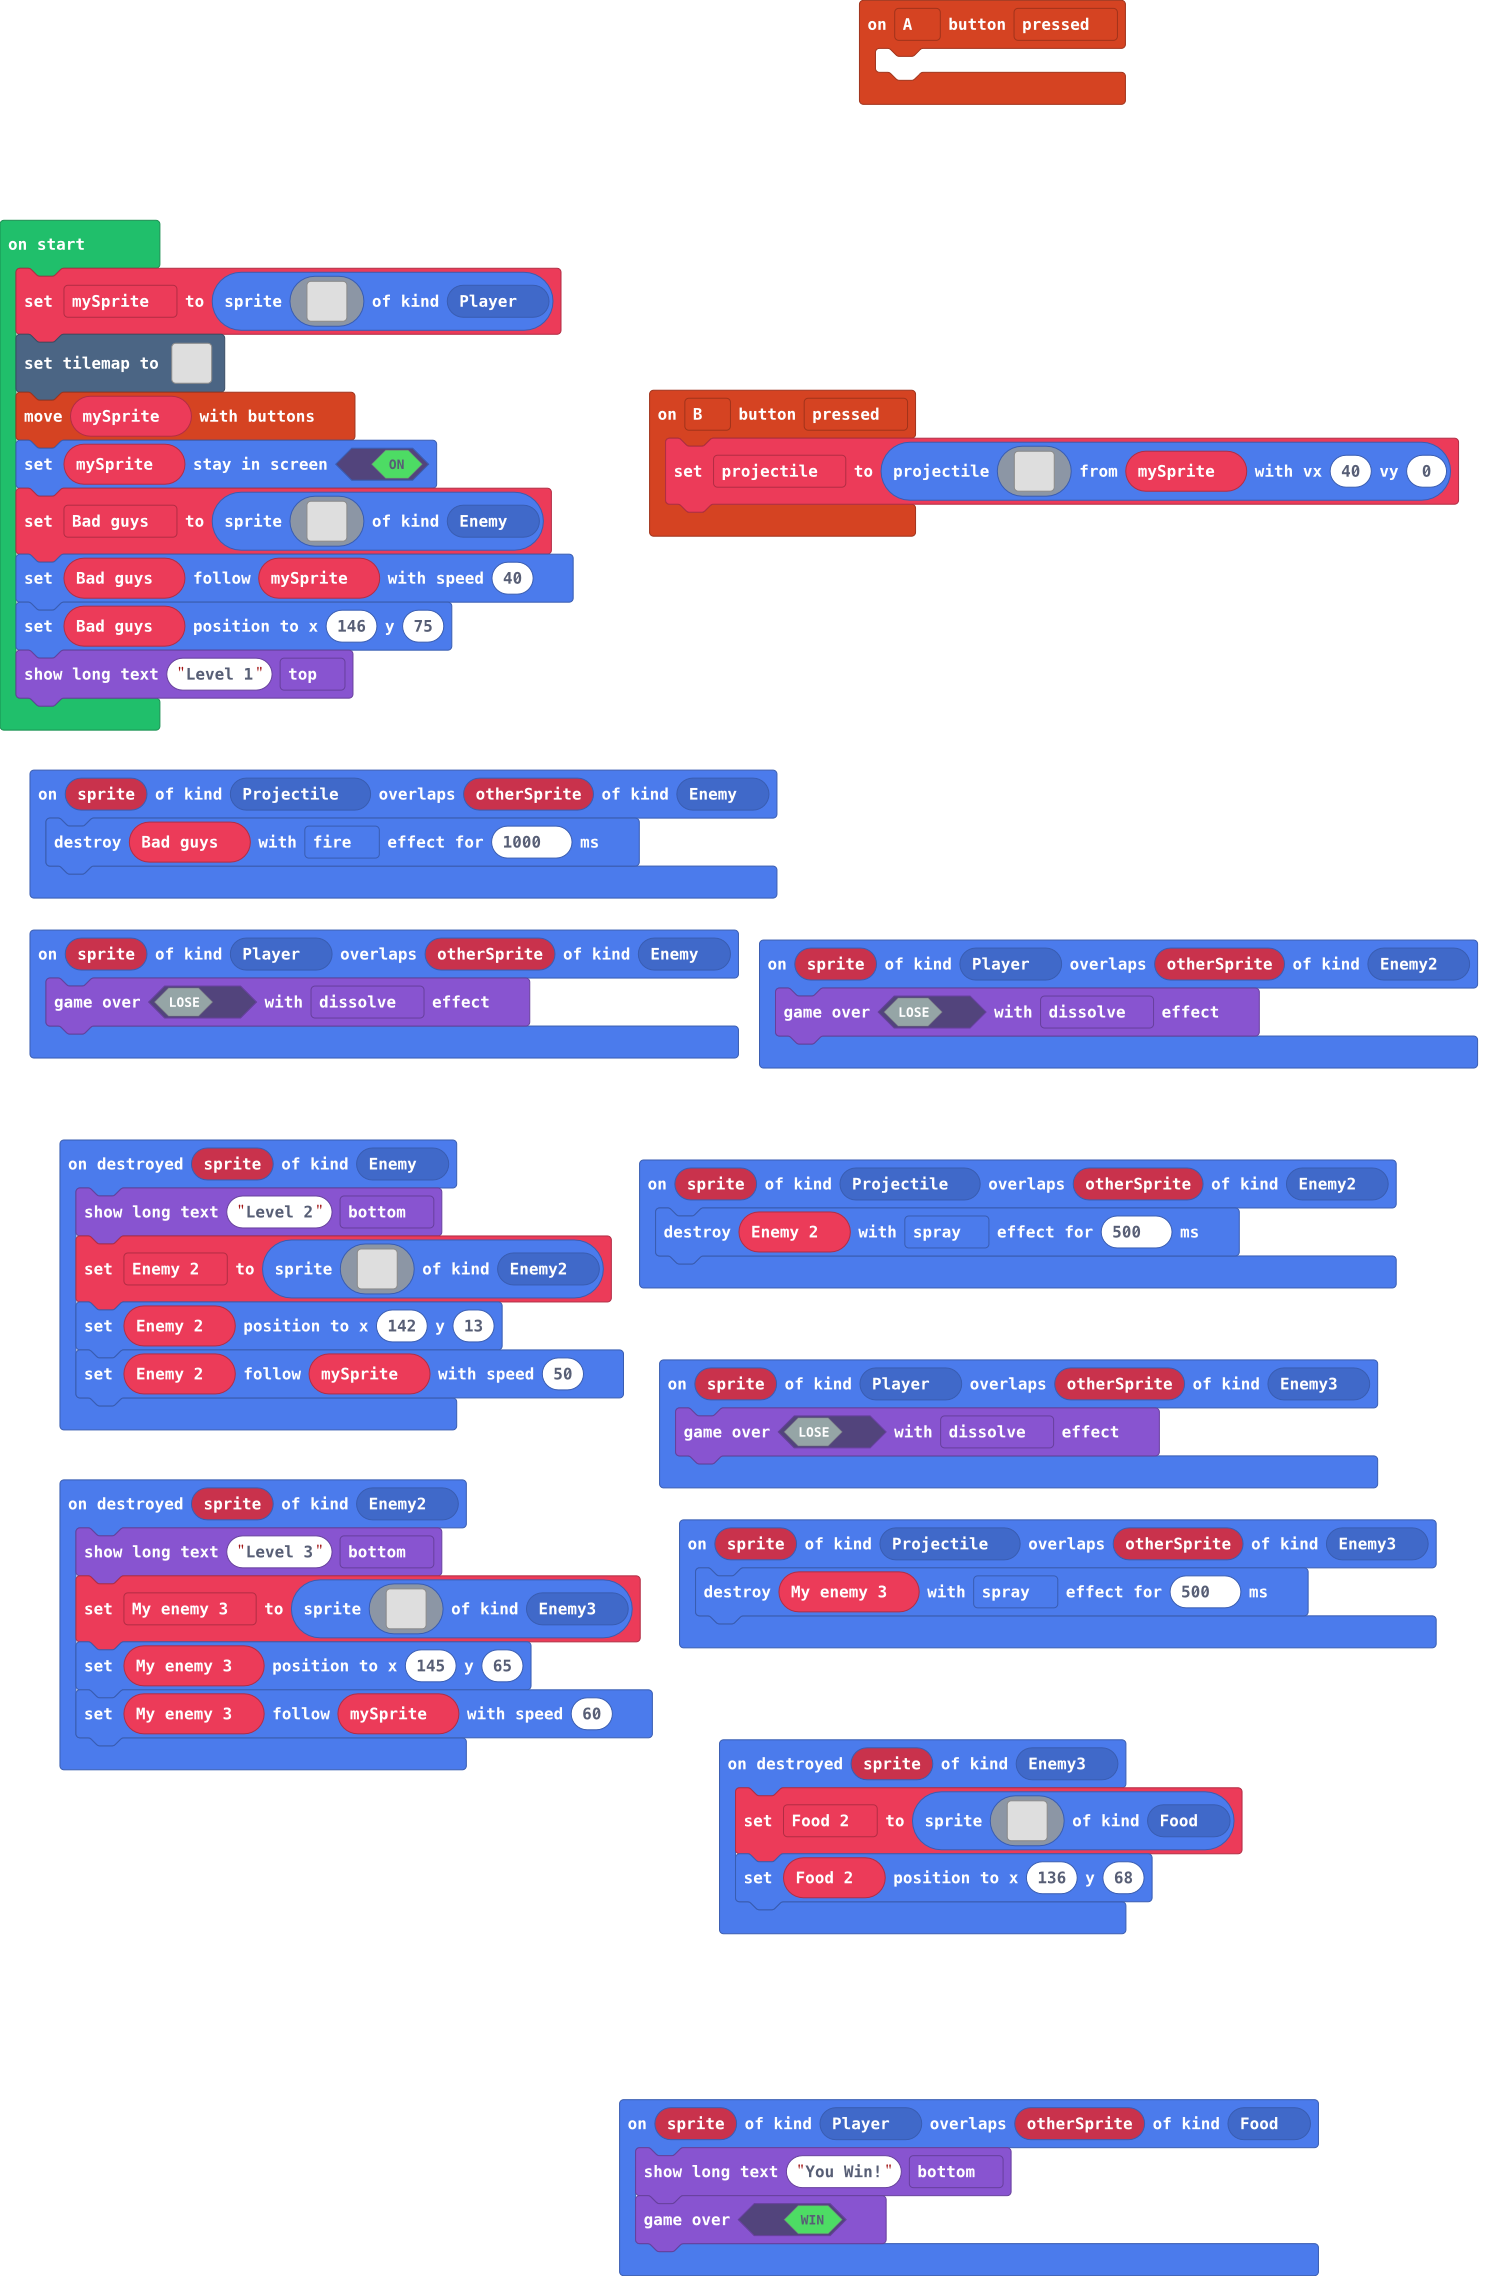 on A button pressed
on start
set mySprite to sprite of kind Player
set tilemap to
move mySprite with buttons
set mySprite stay in screen ON
set Bad guys to sprite of kind Enemy
set Bad guys follow mySprite with speed 40
set Bad guys position to x 146 y 75
show long text "Level 1" top
on B button pressed
set projectile to projectile from mySprite with vx 40 vy 0
on sprite of kind Projectile overlaps otherSprite of kind Enemy
destroy Bad guys with fire effect for 1000 ms
on sprite of kind Player overlaps otherSprite of kind Enemy
game over LOSE with dissolve effect
on sprite of kind Player overlaps otherSprite of kind Enemy2
game over LOSE with dissolve effect
on destroyed sprite of kind Enemy
show long text "Level 2" bottom
set Enemy 2 to sprite of kind Enemy2
set Enemy 2 position to x 142 y 13
set Enemy 2 follow mySprite with speed 50
on sprite of kind Projectile overlaps otherSprite of kind Enemy2
destroy Enemy 2 with spray effect for 500 ms
on sprite of kind Player overlaps otherSprite of kind Enemy3
game over LOSE with dissolve effect
on destroyed sprite of kind Enemy2
show long text "Level 3" bottom
set My enemy 3 to sprite of kind Enemy3
set My enemy 3 position to x 145 y 65
set My enemy 3 follow mySprite with speed 60
on sprite of kind Projectile overlaps otherSprite of kind Enemy3
destroy My enemy 3 with spray effect for 500 ms
on destroyed sprite of kind Enemy3
set Food 2 to sprite of kind Food
set Food 2 position to x 136 y 68
on sprite of kind Player overlaps otherSprite of kind Food
show long text "You Win!" bottom
game over WIN